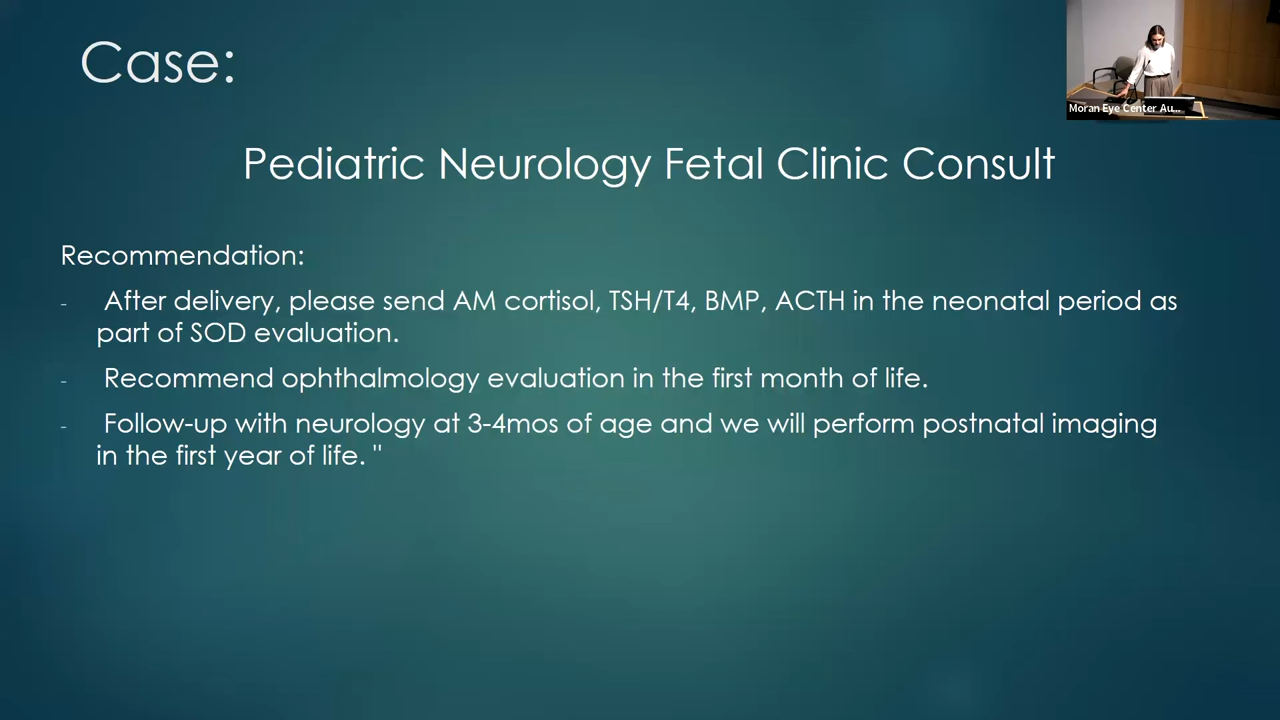 Case:
Moran Eye Center Au...
Pediatric Neurology Fetal Clinic Consult
Recommendation:
- After delivery, please send AM cortisol, TSH/T4, BMP, ACTH in the neonatal period as
part of SOD evaluation.
- Recommend ophthalmology evaluation in the first month of life.
- Follow-up with neurology at 3-4mos of age and we will perform postnatal imaging
in the first year of life. "